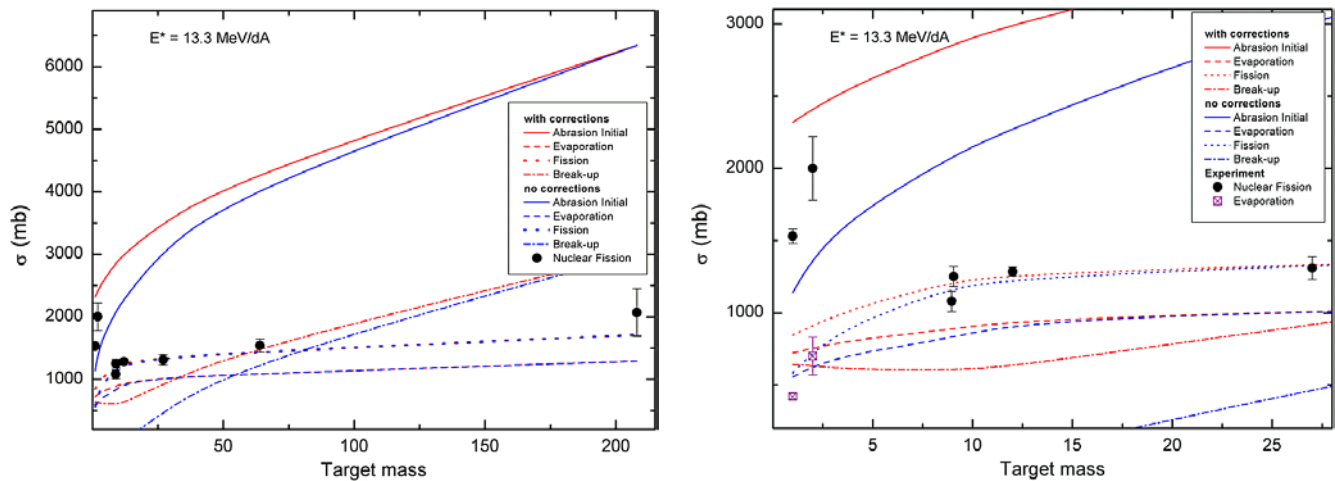 E* = 13.3 MeV/dA
σ (mb)
6000
5000
4000
3000
2000
1000
50
100
150
200
Target mass
with corrections
Abrasion Initial
Evaporation
Fission
Break-up
no corrections
Abrasion Initial
Evaporation
Fission
Break-up
Nuclear Fission
E* = 13.3 MeV/dA
σ (mb)
3000
2000
1000
5
10
15
20
25
Target mass
with corrections
Abrasion Initial
Evaporation
Fission
Break-up
no corrections
Abrasion Initial
Evaporation
Fission
Break-up
Experiment
Nuclear Fission
Evaporation